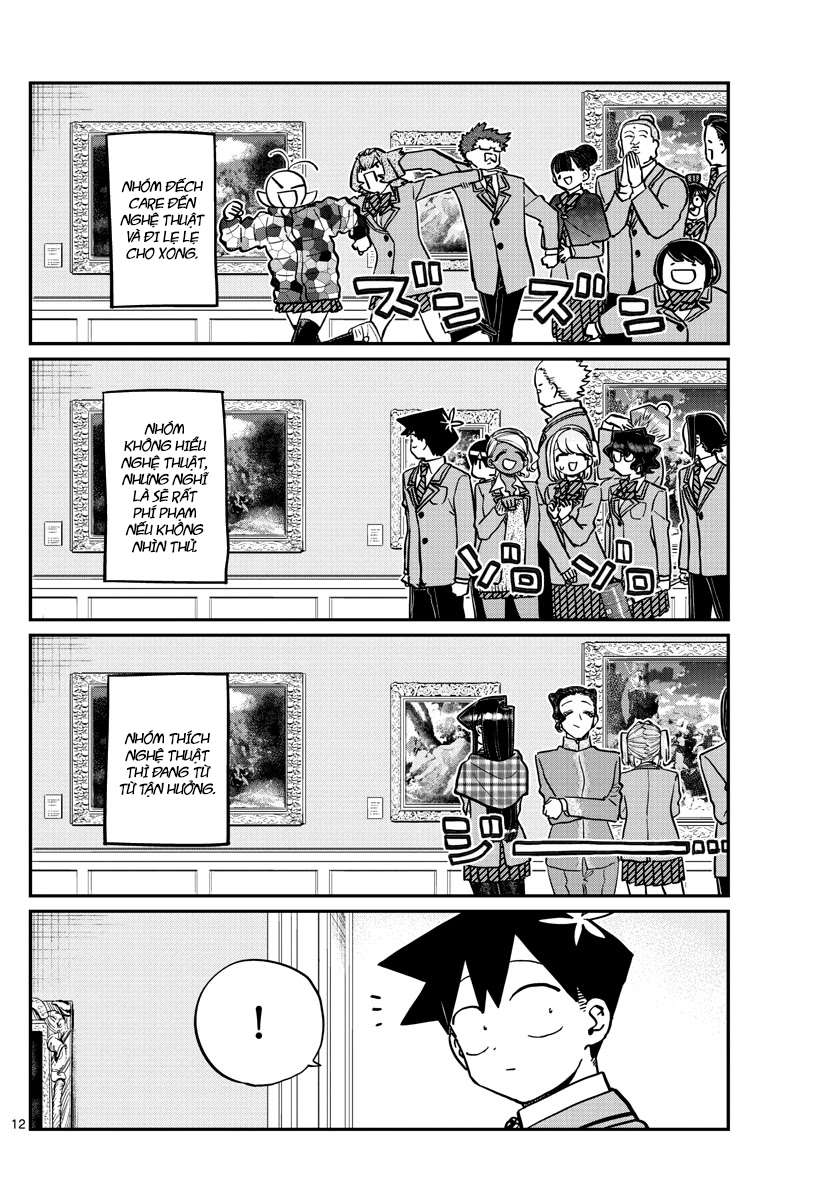 NHÓM ĐẾCH
CARE ĐẾN
NGHỆ THUẬT
VÀ ĐI LẸ LẸ
CHO XONG.
ズンズン
NHÓM
KHÔNG HIỂU
NGHỆ THUẬT,
NHƯNG NGHĨ
LÀ SẼ RẤT
PHÍ PHẠM
NẾU KHÔNG
NHÌN THỬ.
ゾロゾロ
NHÓM THÍCH
NGHỆ THUẬT
THÌ ĐANG TỪ
TỪ TẬN HƯỞNG.
ジー...
!
12